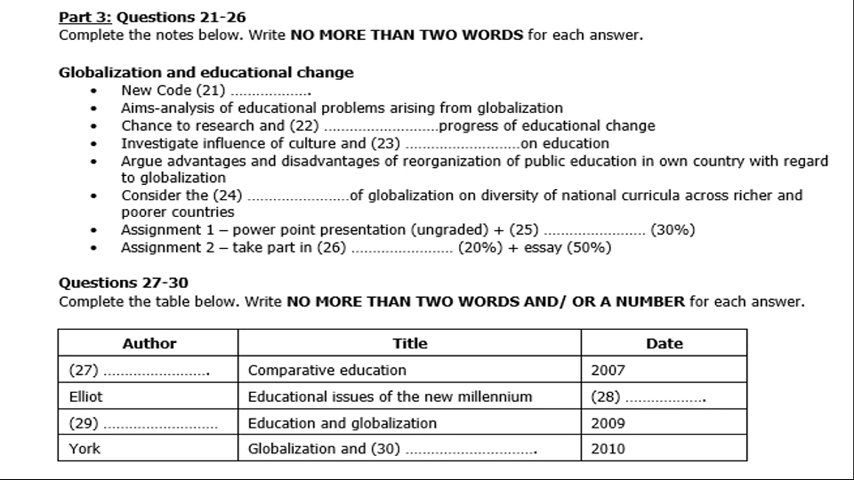 Part 3: Questions 21-26
Complete the notes below. Write NO MORE THAN TWO WORDS for each answer.
Globalization and educational change
• New Code (21) ...................
• Aims-analysis of educational problems arising from globalization
• Chance to research and (22) ..........................progress of educational change
• Investigate influence of culture and (23) ..........................on education
• Argue advantages and disadvantages of reorganization of public education in own country with regard
to globalization
• Consider the (24) .......................of globalization on diversity of national curricula across richer and
poorer countries
• Assignment 1 – power point presentation (ungraded) + (25) ....................... (30%)
• Assignment 2 – take part in (26) ....................... (20%) + essay (50%)
Questions 27-30
Complete the table below. Write NO MORE THAN TWO WORDS AND/ OR A NUMBER for each answer.
Author Title Date
(27) ........................ Comparative education 2007
Elliot Educational issues of the new millennium (28) ...................
(29) .......................... Education and globalization 2009
York Globalization and (30) .............................. 2010